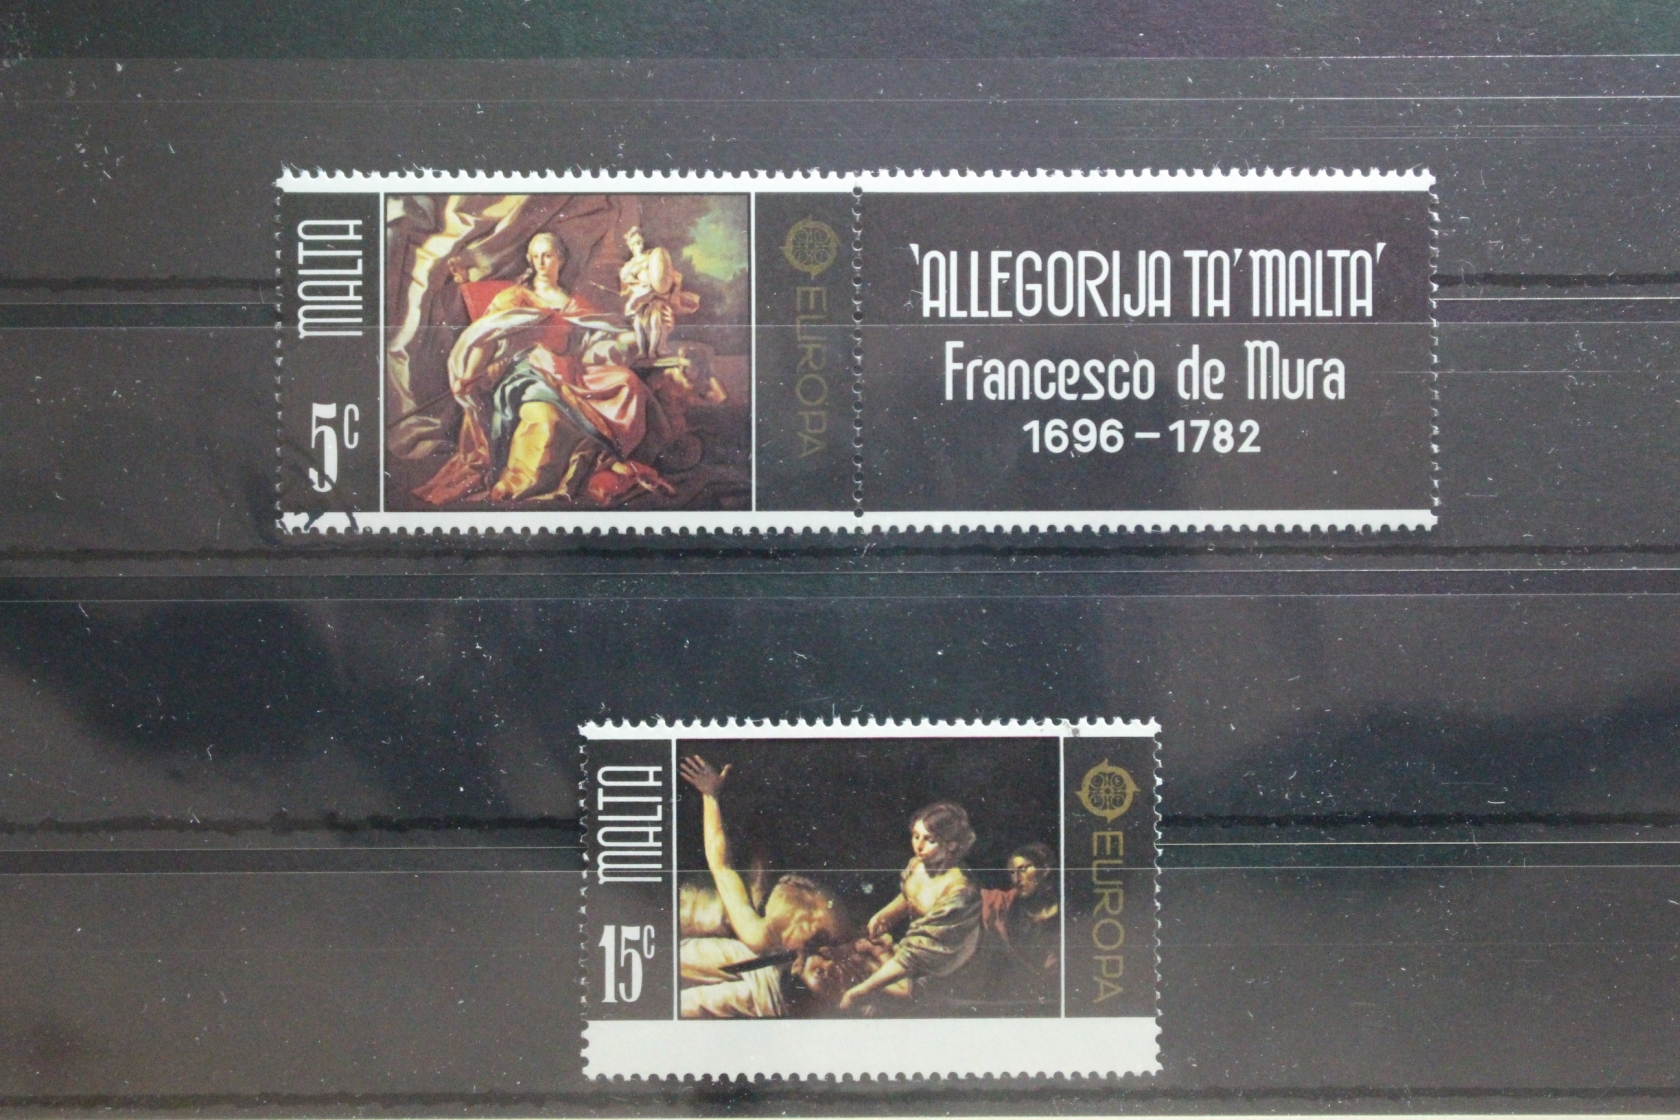 MALTA
5c
EUROPA
'ALLEGORIJA TA' MALTA'
Francesco de Mura
1696 – 1782
MALTA
15c
EUROPA